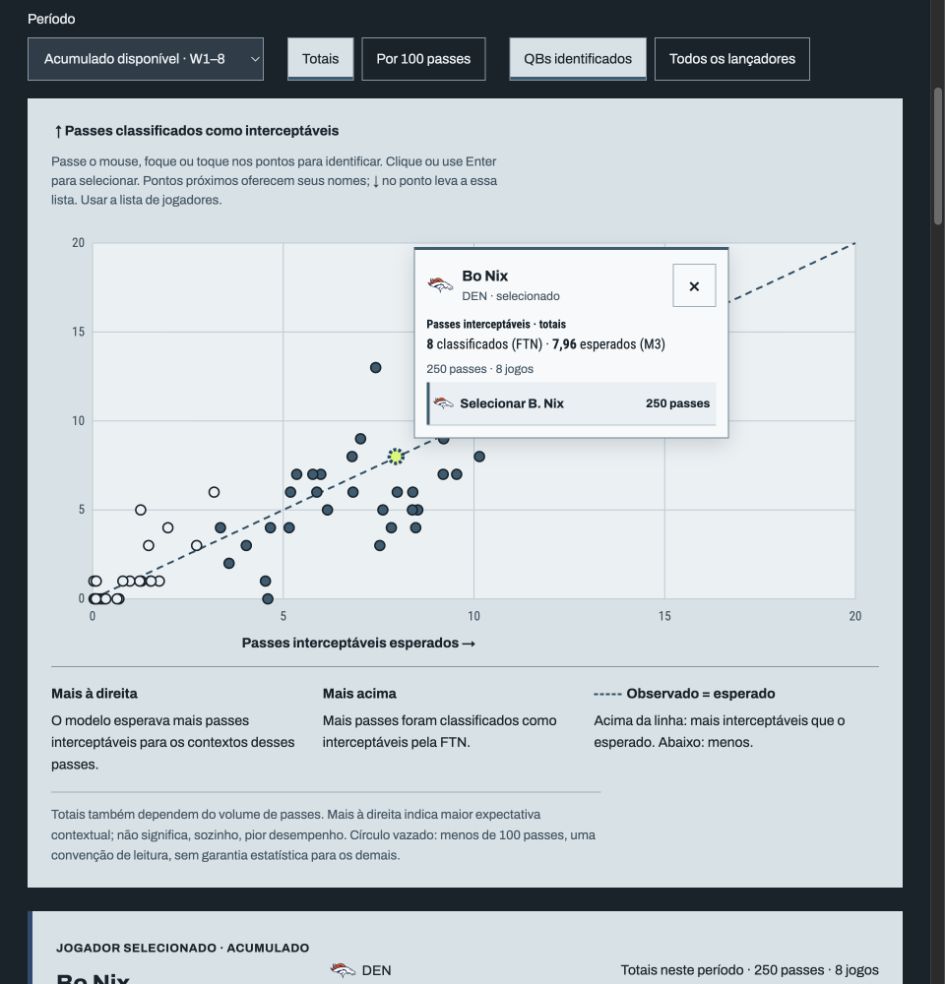 Período
Acumulado disponível · W1–8
Totais
Por 100 passes
QBs identificados
Todos os lançadores
↑ Passes classificados como interceptáveis
Passe o mouse, foque ou toque nos pontos para identificar. Clique ou use Enter
para selecionar. Pontos próximos oferecem seus nomes; ↓ no ponto leva a essa
lista. Usar a lista de jogadores.
20
15
10
5
0
Bo Nix
DEN · selecionado
×
Passes interceptáveis · totais
8 classificados (FTN) · 7,96 esperados (M3)
250 passes · 8 jogos
Selecionar B. Nix
250 passes
0
5
10
15
20
Passes interceptáveis esperados →
Mais à direita
O modelo esperava mais passes
interceptáveis para os contextos desses
passes.
Mais acima
Mais passes foram classificados como
interceptáveis pela FTN.
Observado = esperado
Acima da linha: mais interceptáveis que o
esperado. Abaixo: menos.
Totais também dependem do volume de passes. Mais à direita indica maior expectativa
contextual; não significa, sozinho, pior desempenho. Círculo vazado: menos de 100 passes, uma
convenção de leitura, sem garantia estatística para os demais.
JOGADOR SELECIONADO · ACUMULADO
Bo Nix
DEN
Totais neste período · 250 passes · 8 jogos